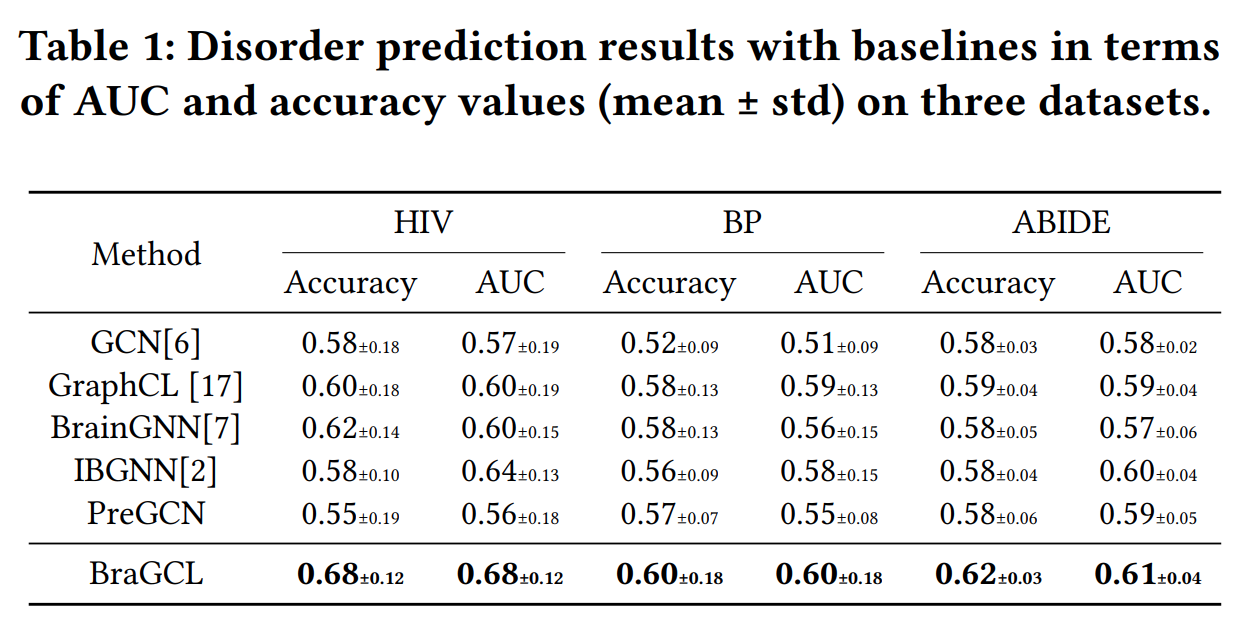 Table 1: Disorder prediction results with baselines in terms
of AUC and accuracy values (mean ± std) on three datasets.
Method HIV BP ABIDE
Accuracy AUC Accuracy AUC Accuracy AUC
GCN[6] 0.58±0.18 0.57±0.19 0.52±0.09 0.51±0.09 0.58±0.03 0.58±0.02
GraphCL [17] 0.60±0.18 0.60±0.19 0.58±0.13 0.59±0.13 0.59±0.04 0.59±0.04
BrainGNN[7] 0.62±0.14 0.60±0.15 0.58±0.13 0.56±0.15 0.58±0.05 0.57±0.06
IBGNN[2] 0.58±0.10 0.64±0.13 0.56±0.09 0.58±0.15 0.58±0.04 0.60±0.04
PreGCN 0.55±0.19 0.56±0.18 0.57±0.07 0.55±0.08 0.58±0.06 0.59±0.05
BraGCL 0.68±0.12 0.68±0.12 0.60±0.18 0.60±0.18 0.62±0.03 0.61±0.04